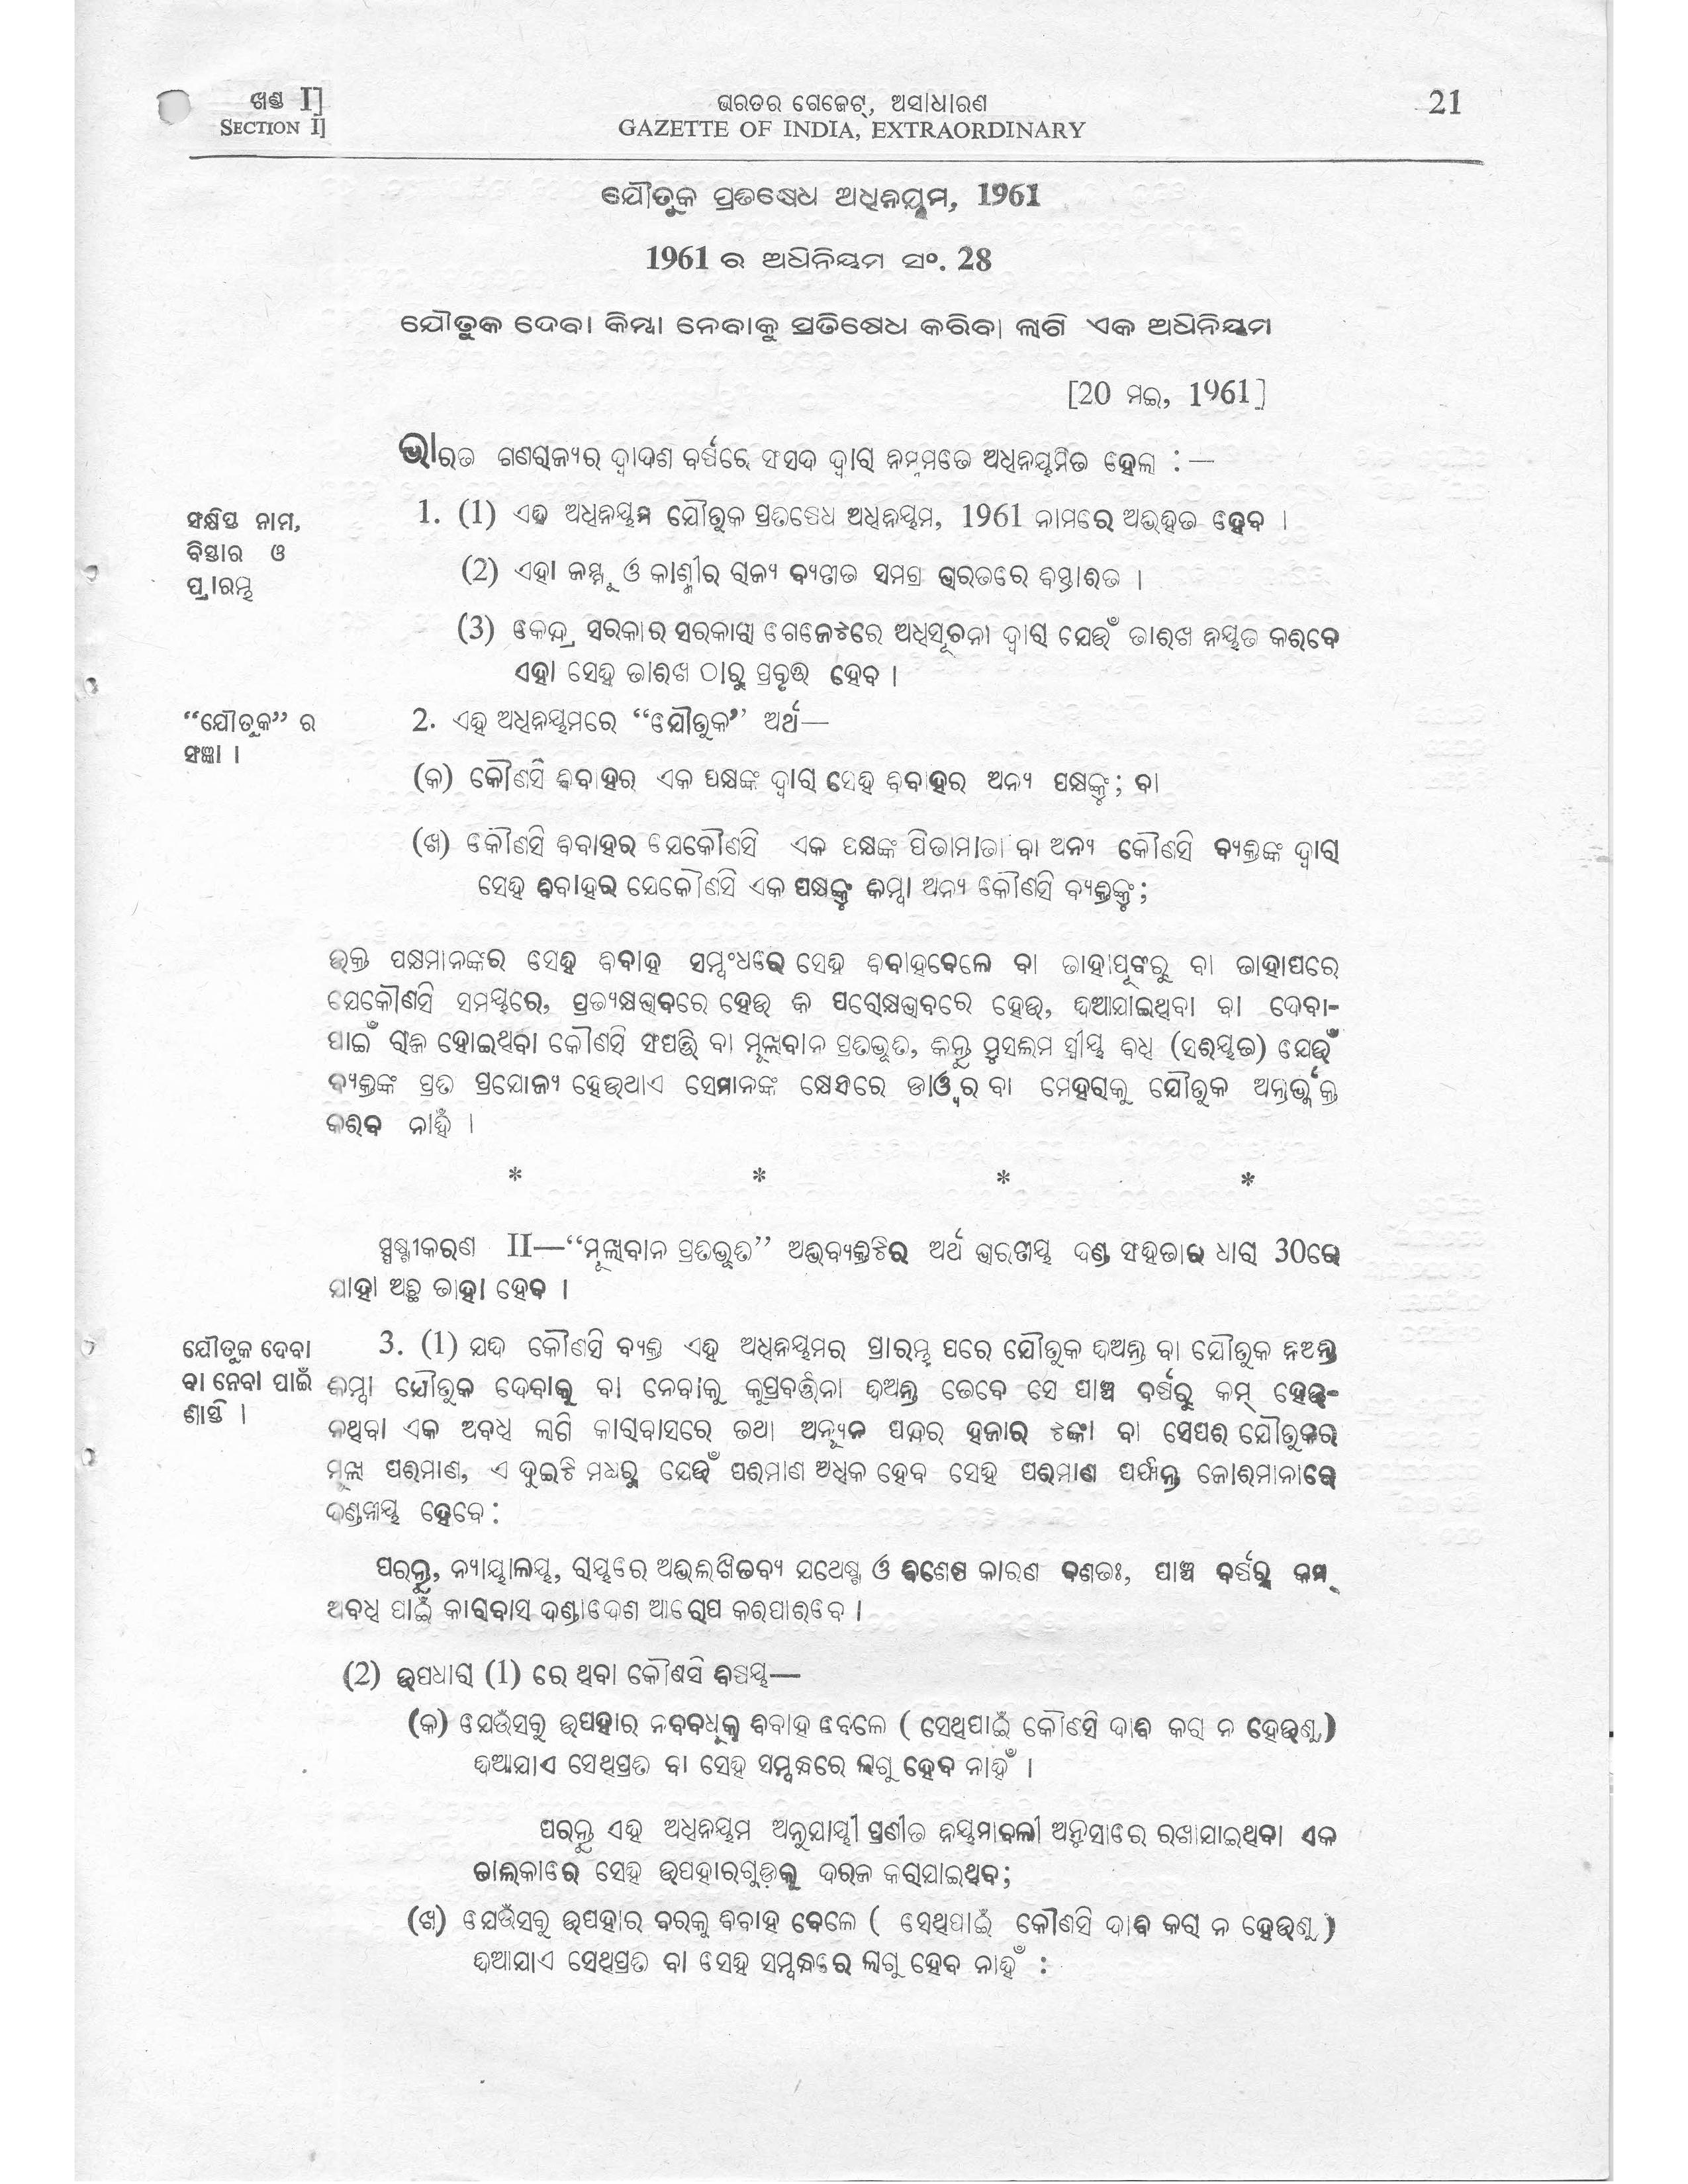 ଖଣ୍ଡ I]
SECTION I]
ଭାରତର ଗେଜେଟ୍, ଅସାଧାରଣ
GAZETTE OF INDIA, EXTRAORDINARY
21
ଯୌତୁକ ପ୍ରତିଷେଧ ଅଧିନିୟମ, 1961
1961 ର ଅଧିନିୟମ ସଂ. 28
ଯୌତୁକ ଦେବା କିମ୍ବା ନେବାକୁ ପ୍ରତିଷେଧ କରିବା ଲାଗି ଏକ ଅଧିନିୟମ
[20 ମଇ, 1961]
ଭାରତ ଗଣରାଜ୍ୟର ଦ୍ୱାଦଶ ବର୍ଷରେ ସଂସଦ ଦ୍ୱାରା ନିମ୍ନମତେ ଅଧିନିୟମିତ ହେଲା :—
ସଂକ୍ଷିପ୍ତ ନାମ,
ବିସ୍ତାର ଓ
ପ୍ରାରମ୍ଭ
1. (1) ଏହି ଅଧିନିୟମ ଯୌତୁକ ପ୍ରତିଷେଧ ଅଧିନିୟମ, 1961 ନାମରେ ଅଭିହିତ ହେବ ।
(2) ଏହା ଜମ୍ମୁ ଓ କାଶ୍ମୀର ରାଜ୍ୟ ବ୍ୟତୀତ ସମଗ୍ର ଭାରତରେ ବିସ୍ତାରିତ ।
(3) କେନ୍ଦ୍ର ସରକାର ସରକାରୀ ଗେଜେଟରେ ଅଧିସୂଚନା ଦ୍ୱାରା ଯେଉଁ ତାରିଖ ନିୟତ କରିବେ
ଏହା ସେହି ତାରିଖ ଠାରୁ ପ୍ରବୃତ୍ତ ହେବ ।
“ଯୌତୁକ” ର
ସଂଜ୍ଞା ।
2. ଏହି ଅଧିନିୟମରେ “ଯୌତୁକ” ଅର୍ଥ—
(କ) କୌଣସି ବିବାହର ଏକ ପକ୍ଷଙ୍କ ଦ୍ୱାରା ସେହି ବିବାହର ଅନ୍ୟ ପକ୍ଷଙ୍କୁ; ବା
(ଖ) କୌଣସି ବିବାହର ଯେକୌଣସି ଏକ ପକ୍ଷଙ୍କ ପିତାମାତା ବା ଅନ୍ୟ କୌଣସି ବ୍ୟକ୍ତିଙ୍କ ଦ୍ୱାରା
ସେହି ବିବାହର ଯେକୌଣସି ଏକ ପକ୍ଷଙ୍କୁ କିମ୍ବା ଅନ୍ୟ କୌଣସି ବ୍ୟକ୍ତିଙ୍କୁ;
ଉକ୍ତ ପକ୍ଷମାନଙ୍କର ସେହି ବିବାହ ସମ୍ବଂଧରେ ସେହି ବିବାହବେଳେ ବା ତାହାପୂର୍ବରୁ ବା ତାହାପରେ
ଯେକୌଣସି ସମୟରେ, ପ୍ରତ୍ୟକ୍ଷଭାବରେ ହେଉ କି ପରୋକ୍ଷଭାବରେ ହେଉ, ଦିଆଯାଇଥିବା ବା ଦେବା-
ପାଇଁ ରାଜି ହୋଇଥିବା କୌଣସି ସଂପତ୍ତି ବା ମୂଲ୍ୟବାନ ପ୍ରତିଭୂତି, କିନ୍ତୁ ମୁସଲିମ ସ୍ୱୀୟ ବିଧି (ସରିୟତ) ଯେଉଁ
ବ୍ୟକ୍ତିଙ୍କ ପ୍ରତି ପ୍ରଯୋଜ୍ୟ ହେଉଥାଏ ସେମାନଙ୍କ କ୍ଷେତ୍ରରେ ଡାଓ୍ୱର ବା ମେହରାକୁ ଯୌତୁକ ଅନ୍ତର୍ଭୁକ୍ତ
କରିବ ନାହିଁ ।
* * * *
ସ୍ପଷ୍ଟୀକରଣ II—“ମୂଲ୍ୟବାନ ପ୍ରତିଭୂତି” ଅଭିବ୍ୟକ୍ତିଟିର ଅର୍ଥ ଭାରତୀୟ ଦଣ୍ଡ ସଂହିତାର ଧାରା 30ରେ
ଯାହା ଅଛି ତାହା ହେବ ।
ଯୌତୁକ ଦେବା
ବା ନେବା ପାଇଁ
ଶାସ୍ତି ।
3. (1) ଯଦି କୌଣସି ବ୍ୟକ୍ତି ଏହି ଅଧିନିୟମର ପ୍ରାରମ୍ଭ ପରେ ଯୌତୁକ ଦିଅନ୍ତି ବା ଯୌତୁକ ନିଅନ୍ତି
କିମ୍ବା ଯୌତୁକ ଦେବାକୁ ବା ନେବାକୁ କୁପ୍ରବର୍ତ୍ତନା ଦିଅନ୍ତି ତେବେ ସେ ପାଞ୍ଚ ବର୍ଷରୁ କମ୍ ହେଉ-
ନଥିବା ଏକ ଅବଧି ଲାଗି କାରାବାସରେ ତଥା ଅନ୍ୟୂନ ପନ୍ଦର ହଜାର ଟଙ୍କା ବା ସେପରି ଯୌତୁକର
ମୂଲ୍ୟ ପରିମାଣ, ଏ ଦୁଇଟି ମଧ୍ୟରୁ ଯେଉଁ ପରିମାଣ ଅଧିକ ହେବ ସେହି ପରିମାଣ ପର୍ଯ୍ୟନ୍ତ ଜୋରମାନାରେ
ଦଣ୍ଡନୀୟ ହେବେ:
ପରନ୍ତୁ, ନ୍ୟାୟାଳୟ, ରାୟରେ ଅଭିଲିଖିତବ୍ୟ ଯଥେଷ୍ଟ ଓ ବିଶେଷ କାରଣ ବଶତଃ, ପାଞ୍ଚ ବର୍ଷରୁ କମ୍
ଅବଧି ପାଇଁ କାରାବାସ ଦଣ୍ଡାଦେଶ ଆରୋପ କରିପାରିବେ ।
(2) ଉପଧାରା (1) ରେ ଥିବା କୌଣସି ବିଷୟ—
(କ) ଯେଉଁସବୁ ଉପହାର ନବବଧୂକୁ ବିବାହ ବେଳେ ( ସେଥିପାଇଁ କୌଣସି ଦାବି କରା ନ ହେଉଣୁ )
ଦିଆଯାଏ ସେଥିପ୍ରତି ବା ସେହି ସମ୍ବନ୍ଧରେ ଲାଗୁ ହେବ ନାହିଁ ।
ପରନ୍ତୁ ଏହି ଅଧିନିୟମ ଅନୁଯାୟୀ ପ୍ରଣୀତ ନିୟମାବଳୀ ଅନୁସାରେ ରଖାଯାଇଥିବା ଏକ
ତାଲିକାରେ ସେହି ଉପହାରଗୁଡ଼ିକୁ ଦରଜ କରାଯାଇଥିବ;
(ଖ) ଯେଉଁସବୁ ଉପହାର ବରକୁ ବିବାହ ବେଳେ ( ସେଥିପାଇଁ କୌଣସି ଦାବି କରା ନ ହେଉଣୁ )
ଦିଆଯାଏ ସେଥିପ୍ରତି ବା ସେହି ସମ୍ବନ୍ଧରେ ଲାଗୁ ହେବ ନାହିଁ :